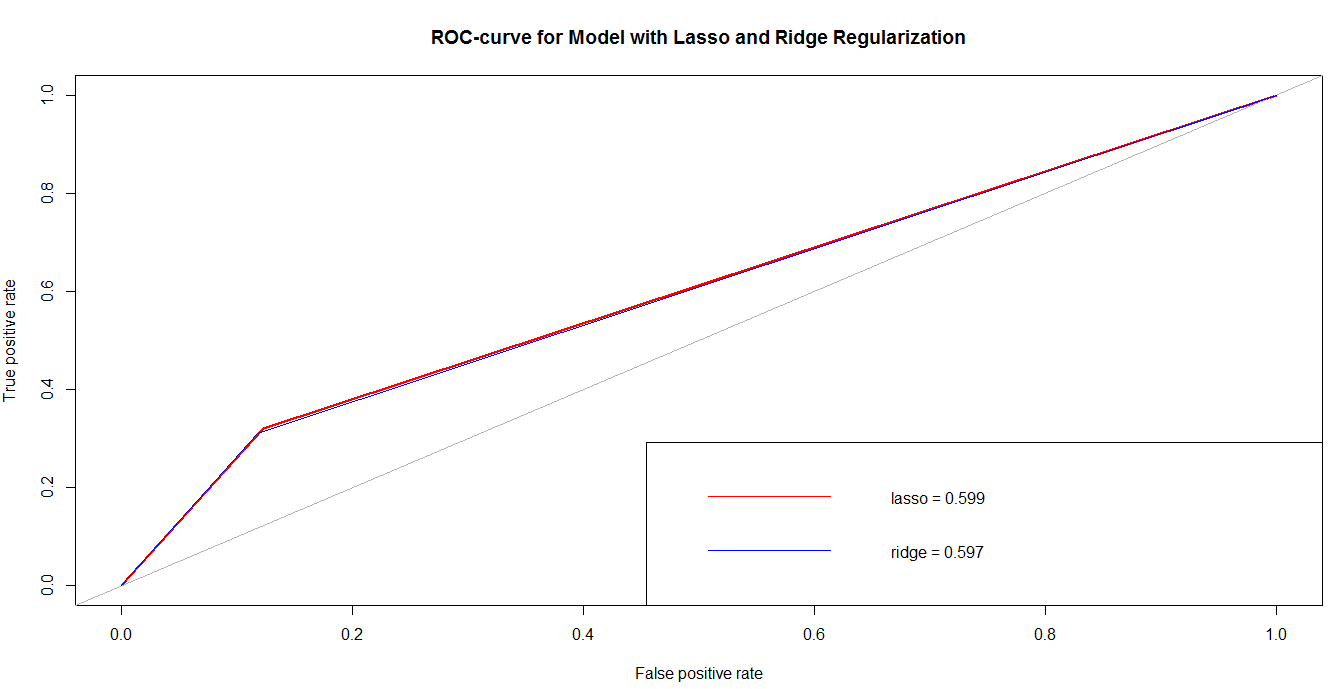 ROC-curve for Model with Lasso and Ridge Regularization
True positive rate
1.0
0.8
0.6
0.4
0.2
0.0
lasso = 0.599
ridge = 0.597
0.0 0.2 0.4 0.6 0.8 1.0
False positive rate